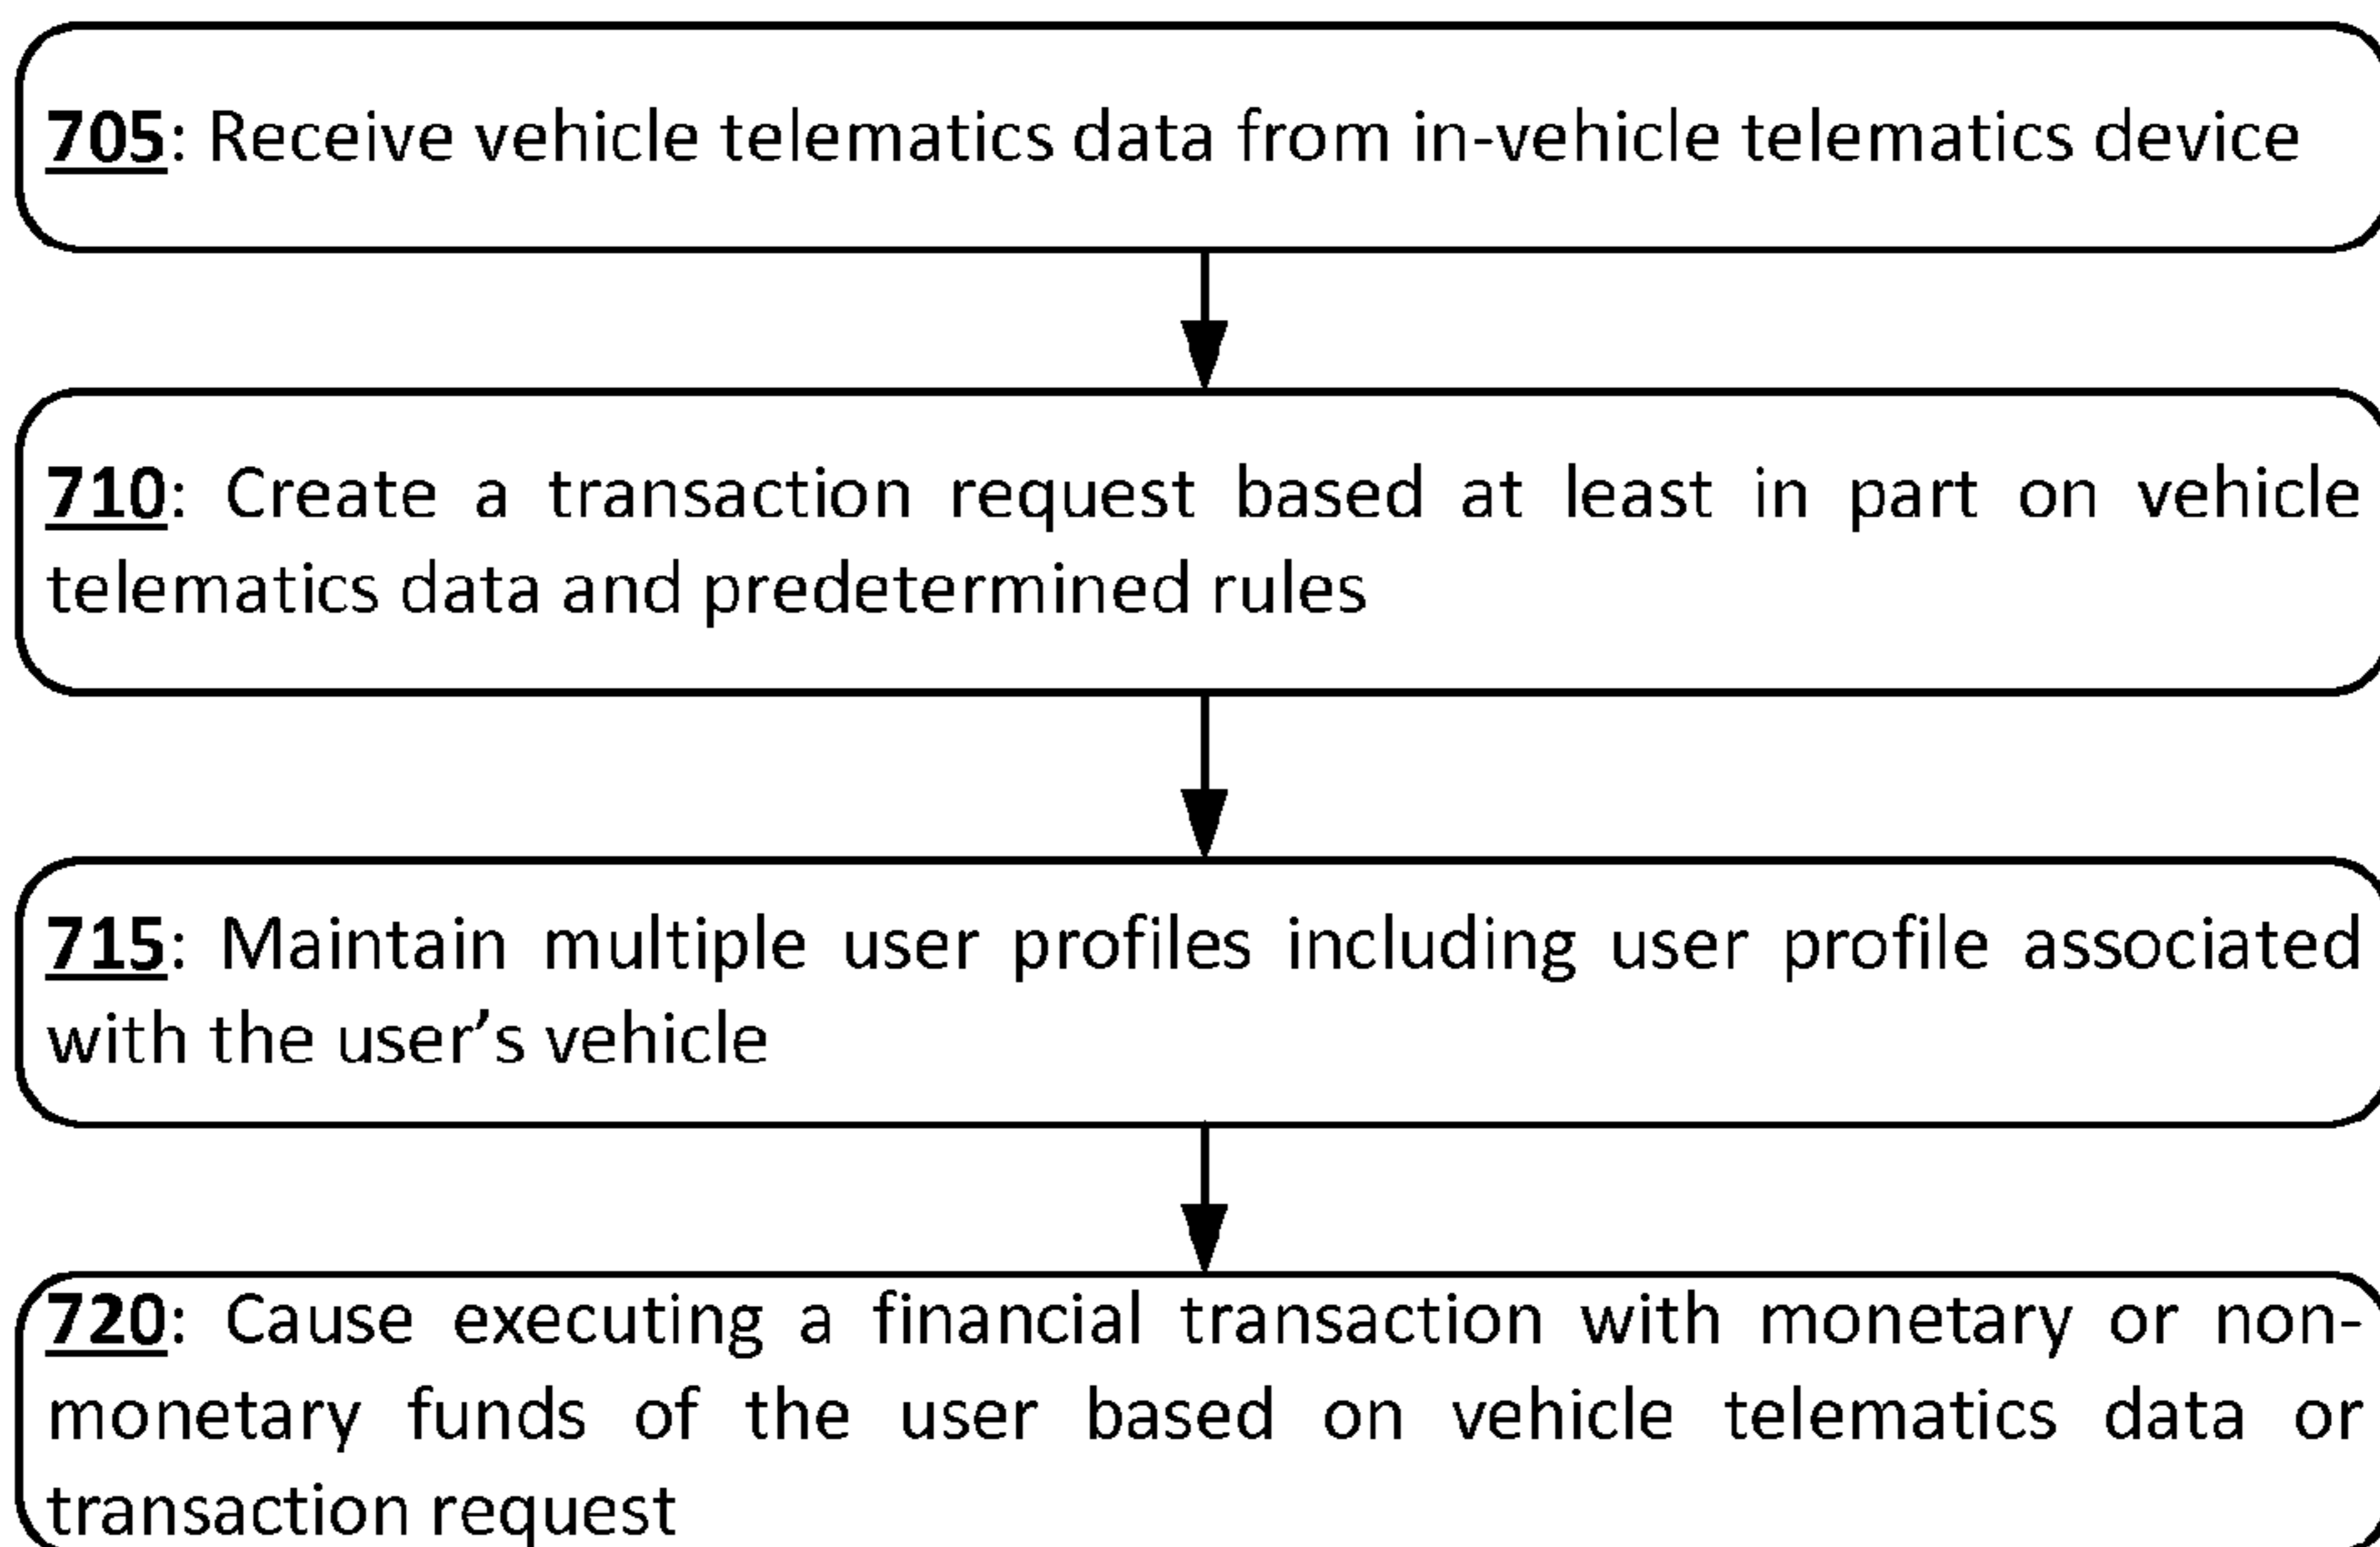 705: Receive vehicle telematics data from in-vehicle telematics device
710: Create a transaction request based at least in part on vehicle
telematics data and predetermined rules
715: Maintain multiple user profiles including user profile associated
with the user’s vehicle
720: Cause executing a financial transaction with monetary or non-
monetary funds of the user based on vehicle telematics data or
transaction request